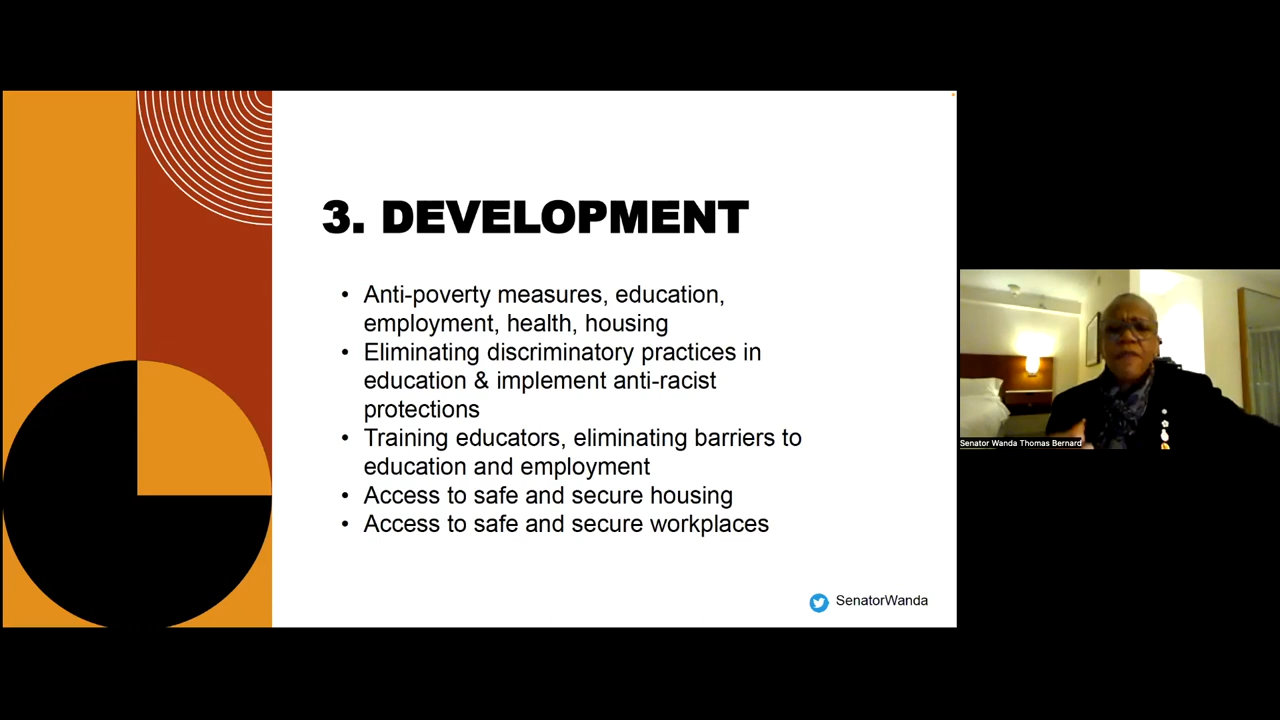 3. DEVELOPMENT
• Anti-poverty measures, education,
employment, health, housing
• Eliminating discriminatory practices in
education & implement anti-racist
protections
• Training educators, eliminating barriers to
education and employment
• Access to safe and secure housing
• Access to safe and secure workplaces
SenatorWanda
Senator Wanda Thomas Bernard